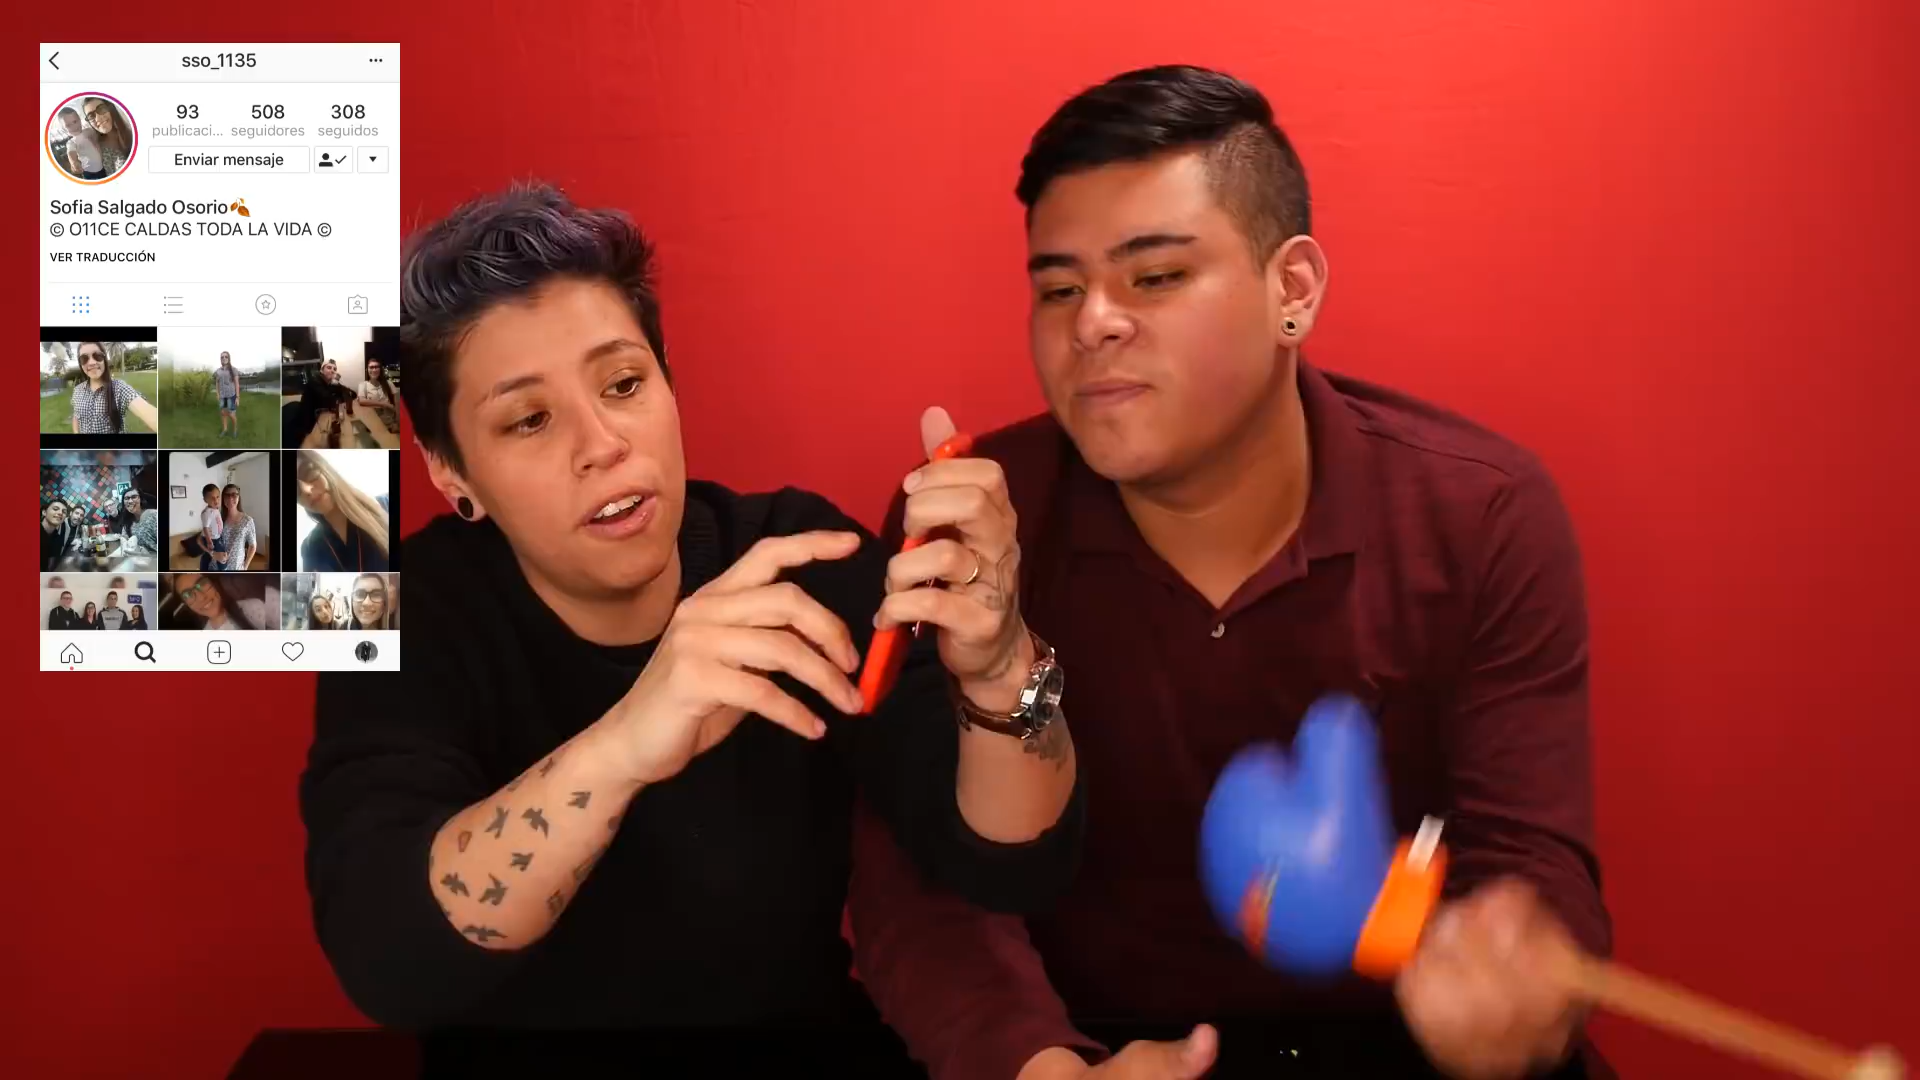 sso_1135
93 508 308
publicaci... seguidores seguidos
Enviar mensaje
Sofia Salgado Osorio
© O11CE CALDAS TODA LA VIDA ©
VER TRADUCCIÓN